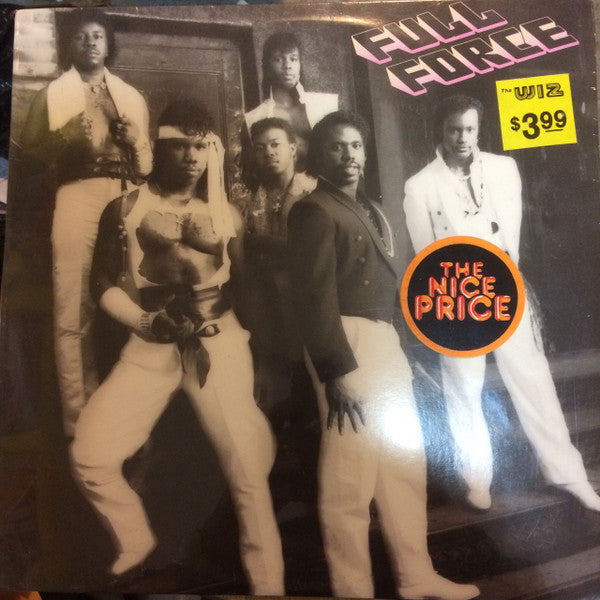 FULL
FORCE
The WIZ
$3.99
THE
NICE
PRICE